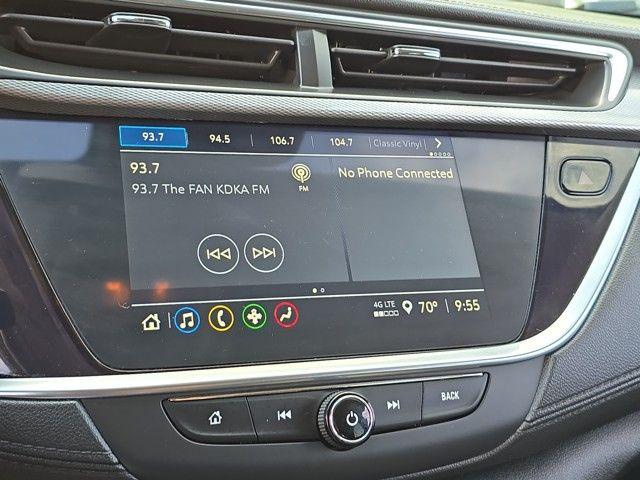 93.7 94.5 106.7 104.7 Classic Vinyl
93.7
FM
No Phone Connected
93.7 The FAN KDKA FM
4G LTE 70° 9:55
BACK